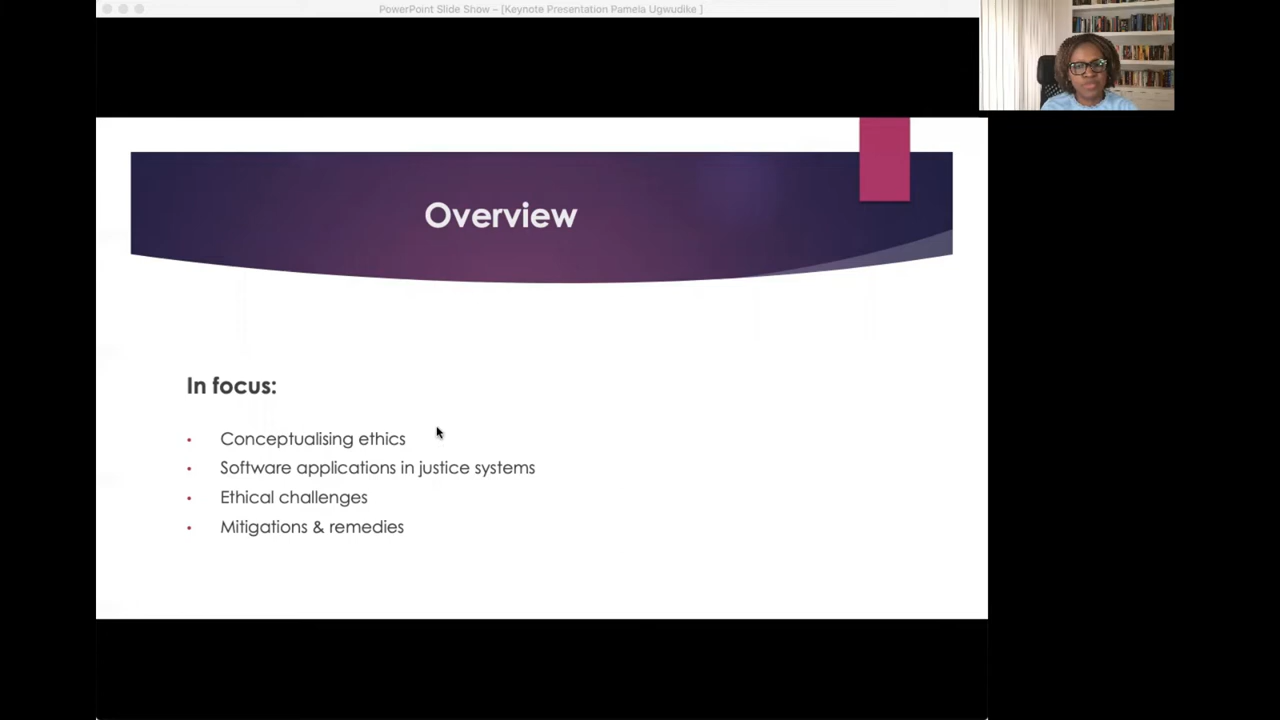 PowerPoint Slide Show – [Keynote Presentation Pamela Ugwudike ]
Overview
In focus:
• Conceptualising ethics
• Software applications in justice systems
• Ethical challenges
• Mitigations & remedies